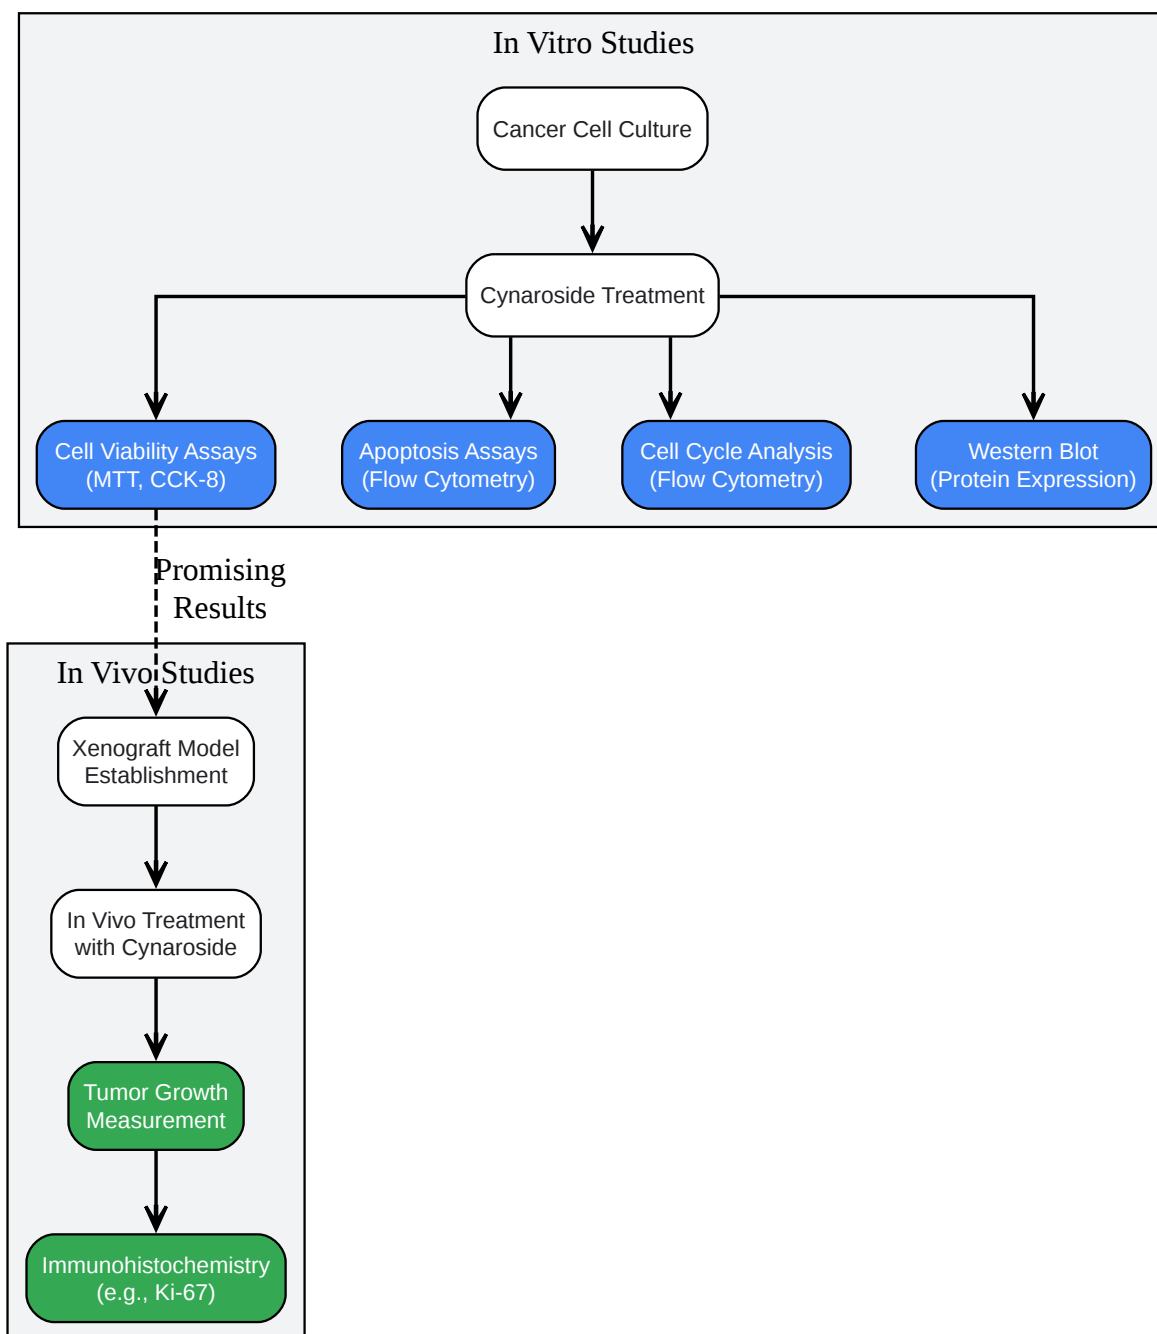 In Vitro Studies
Cancer Cell Culture
Cynaroside Treatment
Cell Viability Assays
(MTT, CCK-8)
Apoptosis Assays
(Flow Cytometry)
Cell Cycle Analysis
(Flow Cytometry)
Western Blot
(Protein Expression)
Promising
Results
In Vivo Studies
Xenograft Model
Establishment
In Vivo Treatment
with Cynaroside
Tumor Growth
Measurement
Immunohistochemistry
(e.g., Ki-67)